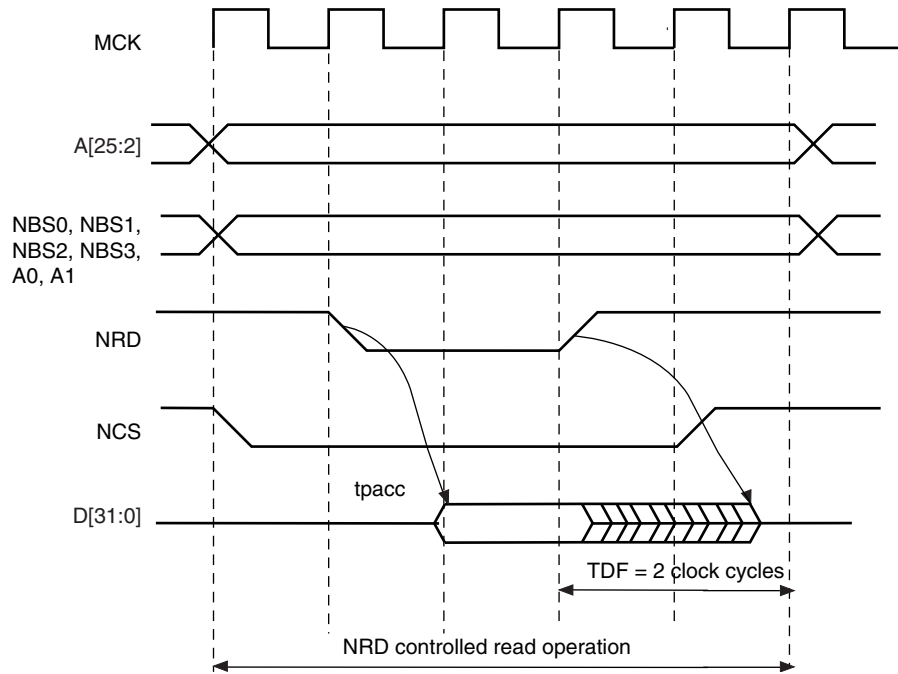 MCK
A[25:2]
NBS0, NBS1,
NBS2, NBS3,
A0, A1
NRD
NCS
tpacc
D[31:0]
TDF = 2 clock cycles
NRD controlled read operation